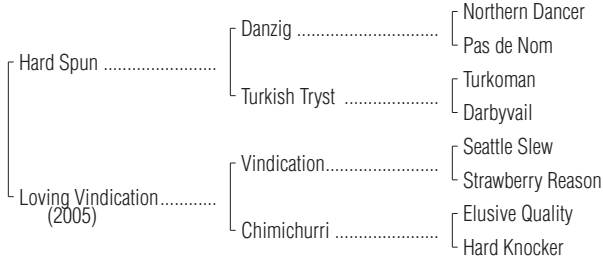 Northern Dancer
Danzig ..............................
Pas de Nom
Hard Spun ........................
Turkoman
Turkish Tryst ....................
Darbyvail
Seattle Slew
Vindication........................
Strawberry Reason
Loving Vindication............
(2005)
Elusive Quality
Chimichurri ......................
Hard Knocker